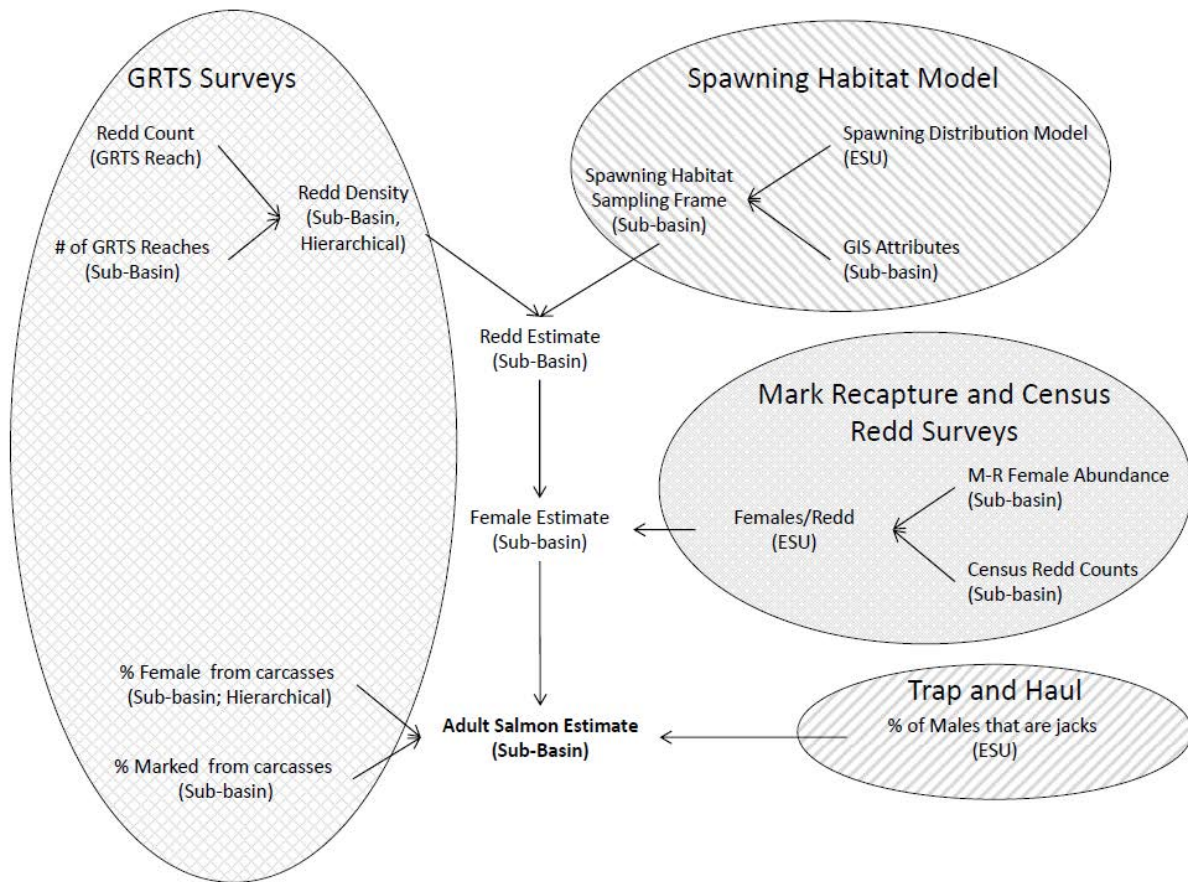 GRTS Surveys
Redd Count
(GRTS Reach)
Redd Density
(Sub-Basin,
Hierarchical)
# of GRTS Reaches
(Sub-Basin)
Spawning Habitat Model
Spawning Distribution Model
(ESU)
Spawning Habitat
Sampling Frame
(Sub-basin)
GIS Attributes
(Sub-basin)
Redd Estimate
(Sub-Basin)
Mark Recapture and Census
Redd Surveys
M-R Female Abundance
(Sub-basin)
Females/Redd
(ESU)
Census Redd Counts
(Sub-basin)
Female Estimate
(Sub-basin)
% Female from carcasses
(Sub-basin; Hierarchical)
% Marked from carcasses
(Sub-basin)
Adult Salmon Estimate
(Sub-Basin)
Trap and Haul
% of Males that are jacks
(ESU)